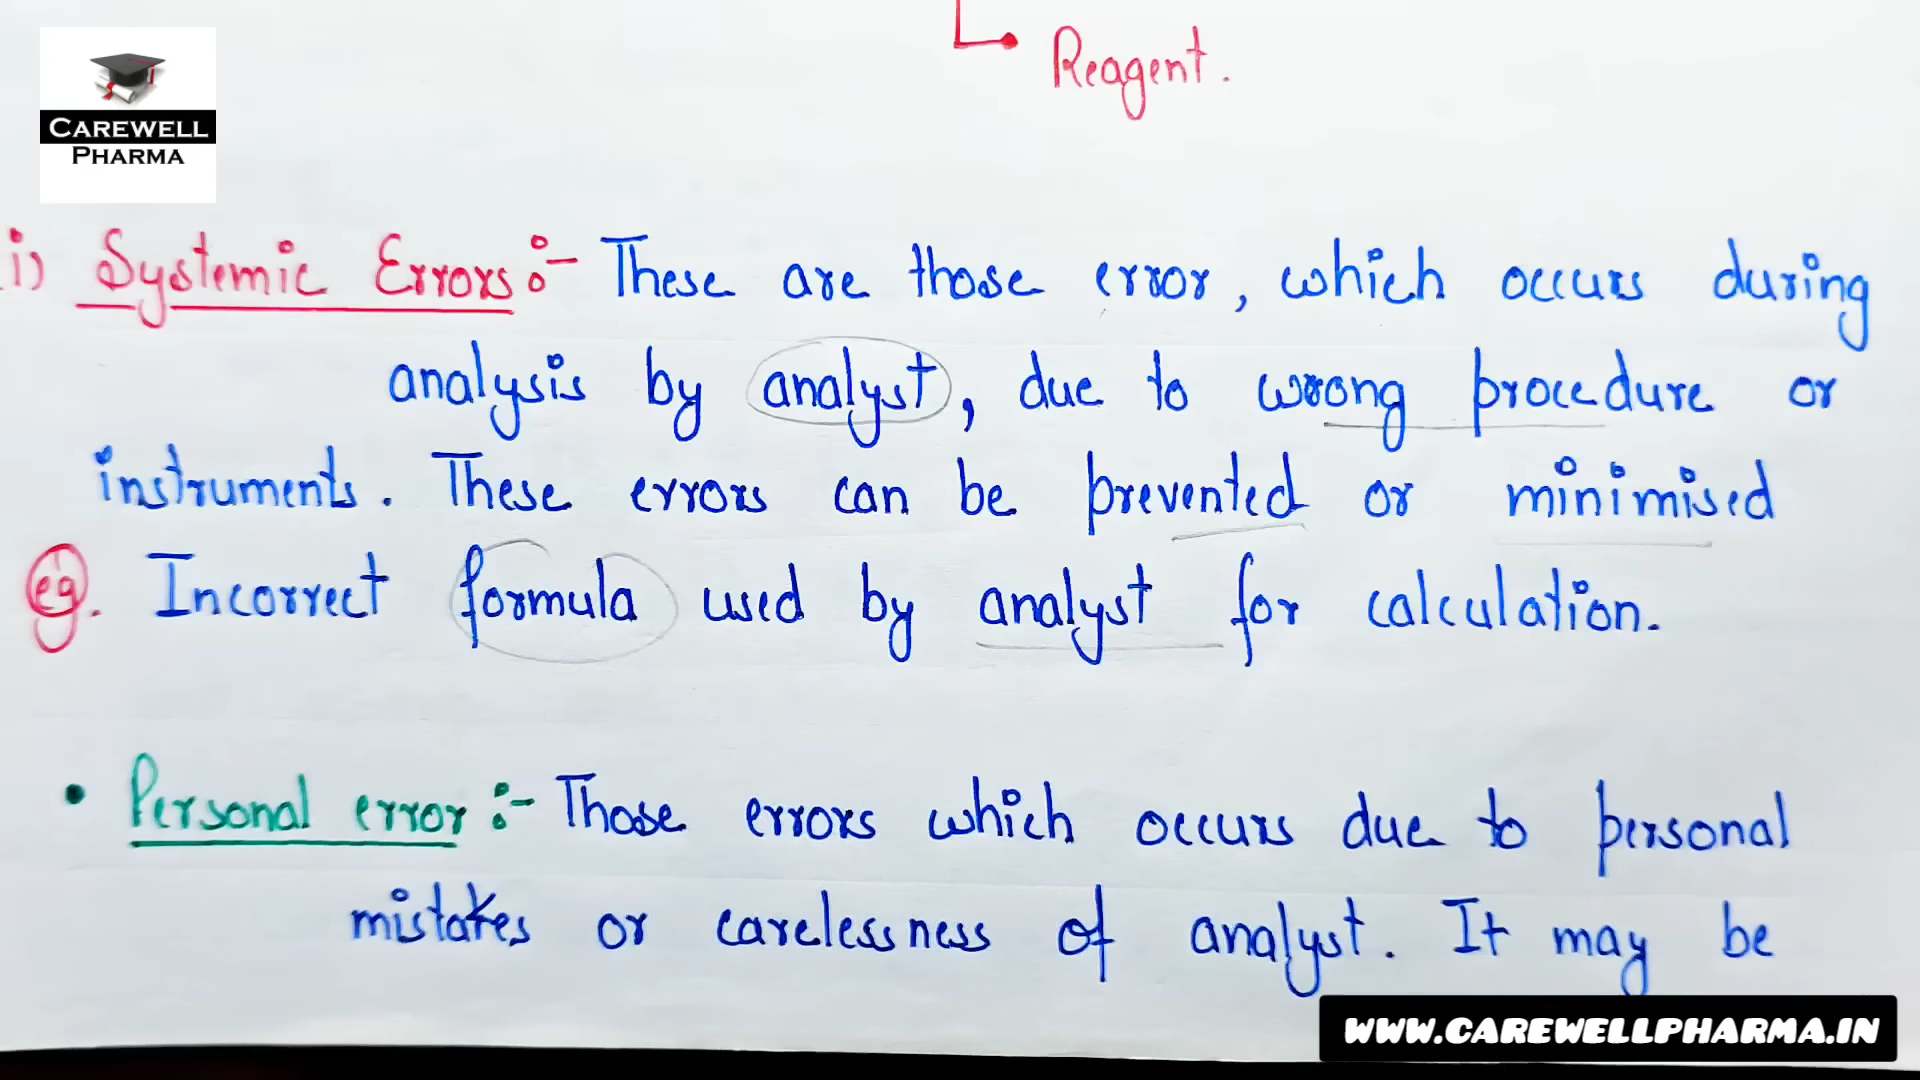 Reagent.
CAREWELL
PHARMA
i) Systemic Errors:- These are those error, which occurs during
analysis by analyst, due to wrong procedure or
instruments. These errors can be prevented or minimised
eg. Incorrect formula used by analyst for calculation.
• Personal error:- Those errors which occurs due to personal
mistakes or carelessness of analyst. It may be
WWW.CAREWELLPHARMA.IN